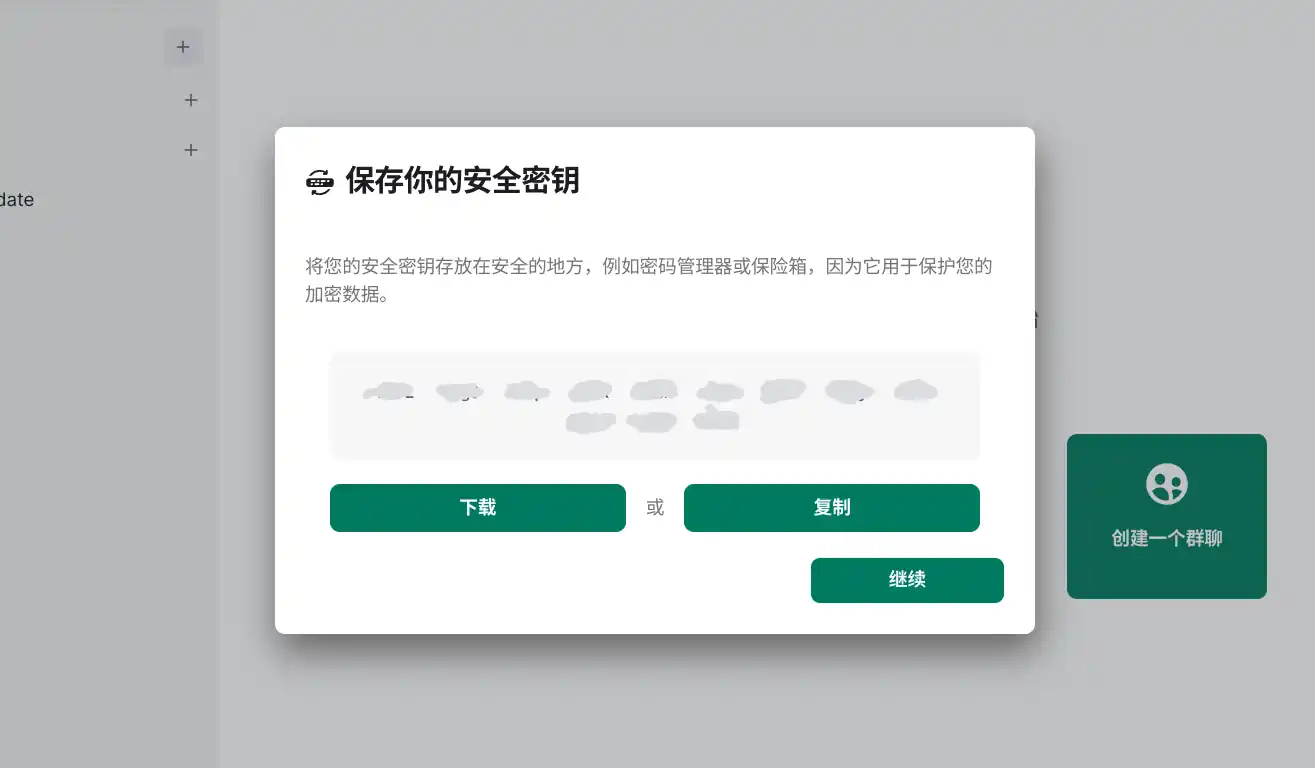 date
保存你的安全密钥
将您的安全密钥存放在安全的地方，例如密码管理器或保险箱，因为它用于保护您的
加密数据。
下载 或 复制
继续
创建一个群聊